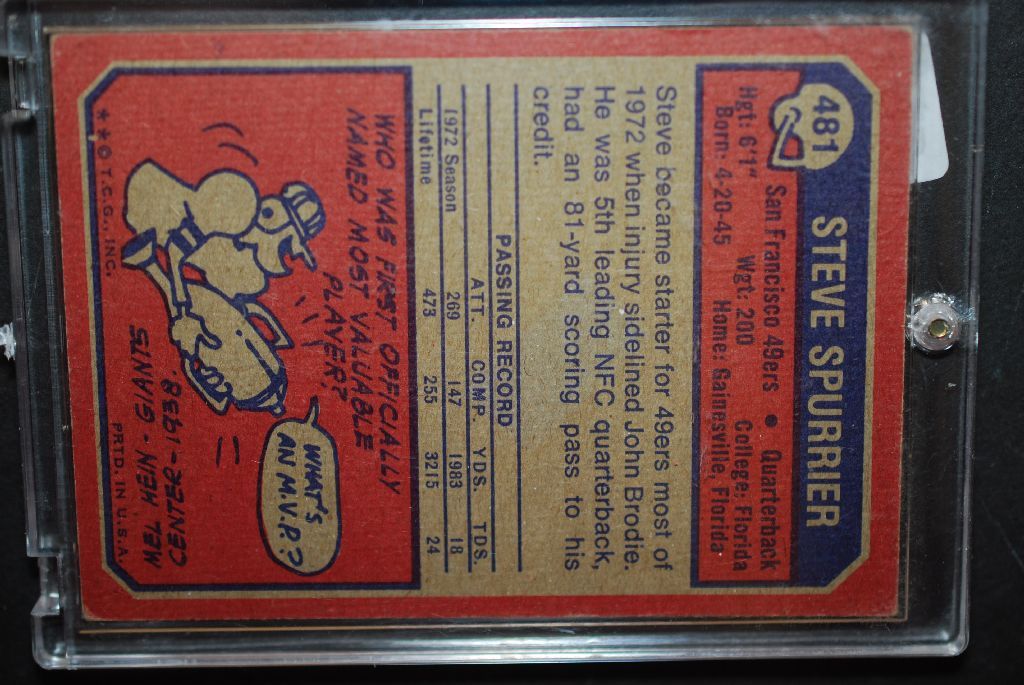 481
STEVE SPURRIER
San Francisco 49ers • Quarterback
Hgt: 6'1" Wgt: 200 College: Florida
Born: 4-20-45 Home: Gainesville, Florida
Steve became starter for 49ers most of
1972 when injury sidelined John Brodie.
He was 5th leading NFC quarterback,
had an 81-yard scoring pass to his
credit.
PASSING RECORD
ATT. COMP. YDS. TDS.
1972 Season 269 147 1983 18
Lifetime 473 255 3215 24
WHO WAS FIRST OFFICIALLY
NAMED MOST VALUABLE
PLAYER?
WHAT'S
AN M.V.P.?
MEL HEIN - GIANTS
CENTER-1938.
**© T.C.G., INC. PRTD. IN U.S.A.